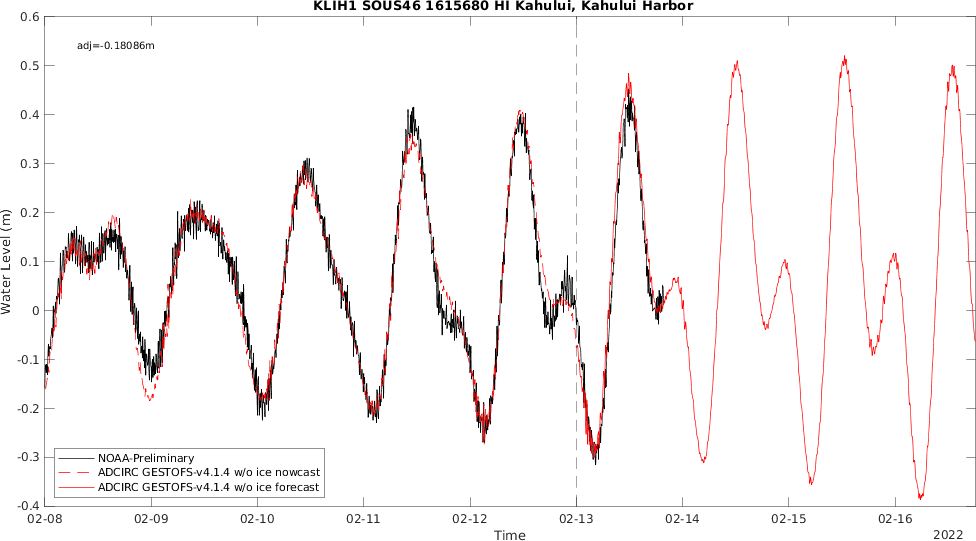 KLIH1 SOUS46 1615680 HI Kahului, Kahului Harbor
0.6
adj=-0.18086m
0.5
0.4
0.3
0.2
0.1
0
-0.1
-0.2
-0.3
-0.4
Water Level (m)
NOAA-Preliminary
ADCIRC GESTOFS-v4.1.4 w/o ice nowcast
ADCIRC GESTOFS-v4.1.4 w/o ice forecast
02-08 02-09 02-10 02-11 02-12 02-13 02-14 02-15 02-16
Time
2022